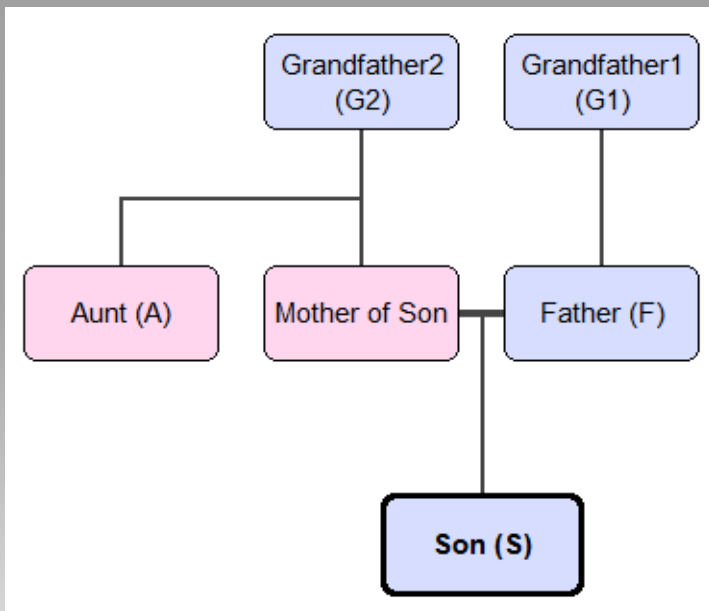 Grandfather2
(G2)
Grandfather1
(G1)
Aunt (A)
Mother of Son
Father (F)
Son (S)